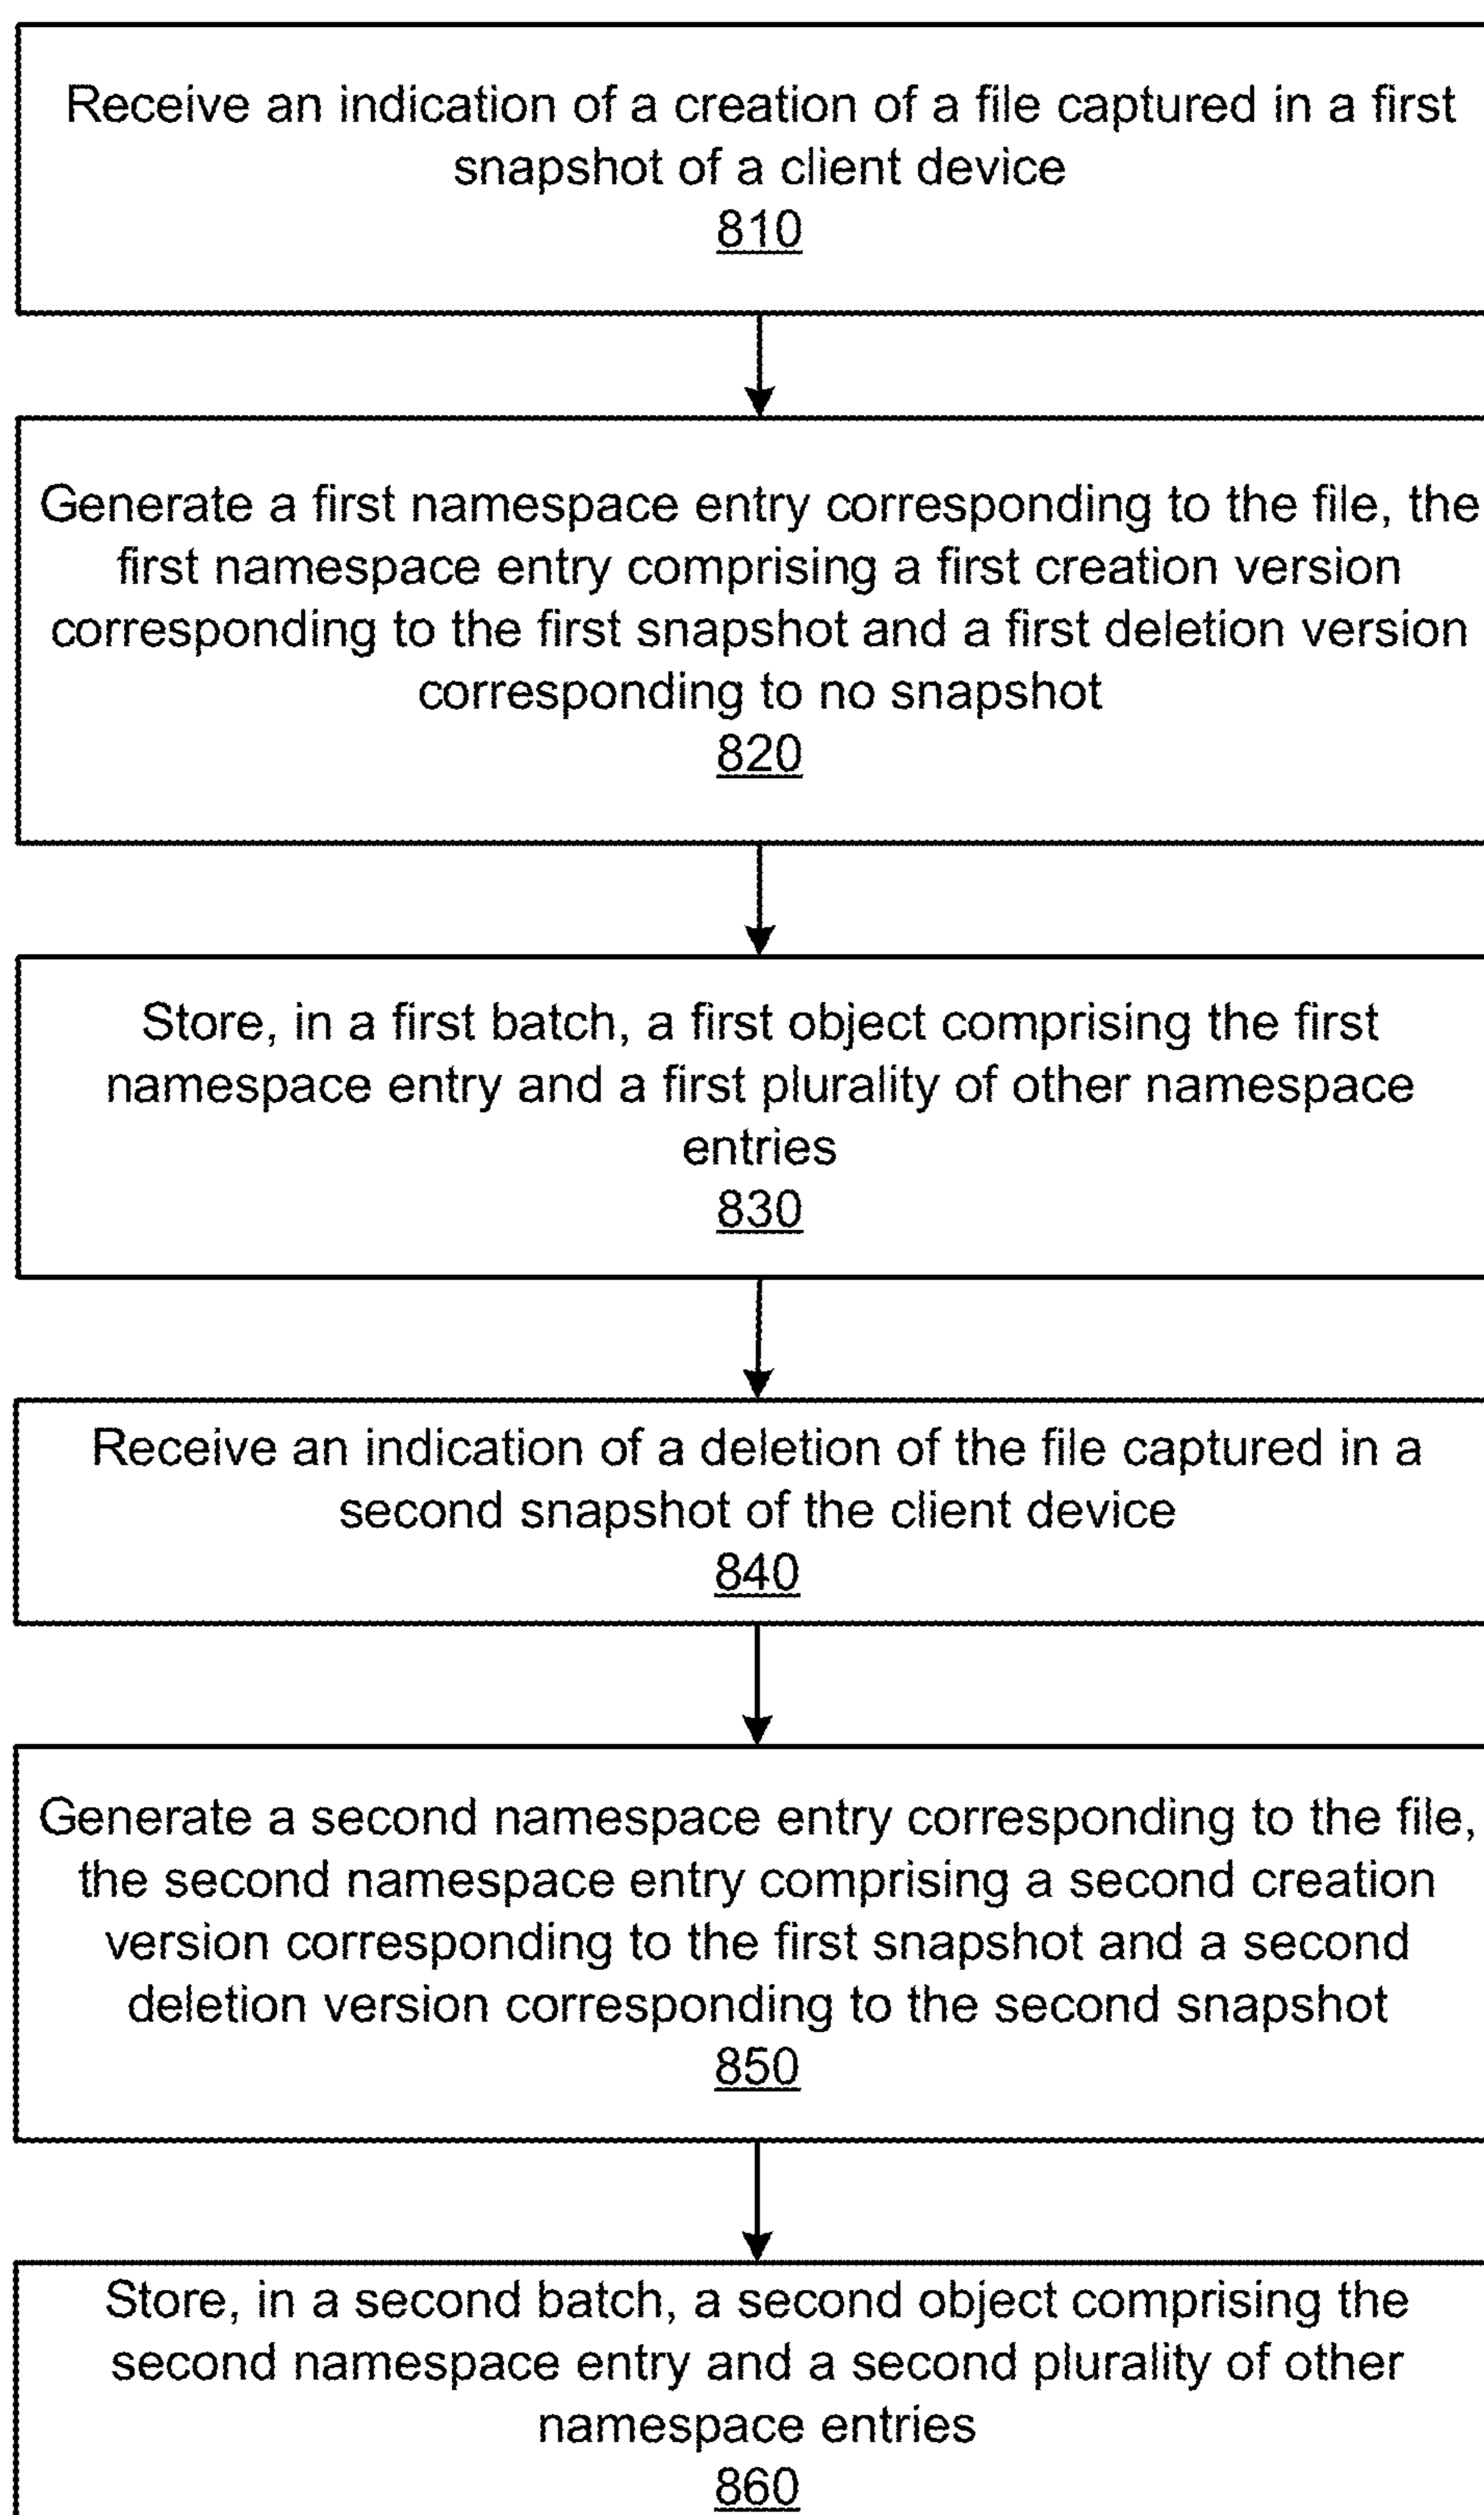 Receive an indication of a creation of a file captured in a first
snapshot of a client device
810
Generate a first namespace entry corresponding to the file, the
first namespace entry comprising a first creation version
corresponding to the first snapshot and a first deletion version
corresponding to no snapshot
820
Store, in a first batch, a first object comprising the first
namespace entry and a first plurality of other namespace
entries
830
Receive an indication of a deletion of the file captured in a
second snapshot of the client device
840
Generate a second namespace entry corresponding to the file,
the second namespace entry comprising a second creation
version corresponding to the first snapshot and a second
deletion version corresponding to the second snapshot
850
Store, in a second batch, a second object comprising the
second namespace entry and a second plurality of other
namespace entries
860